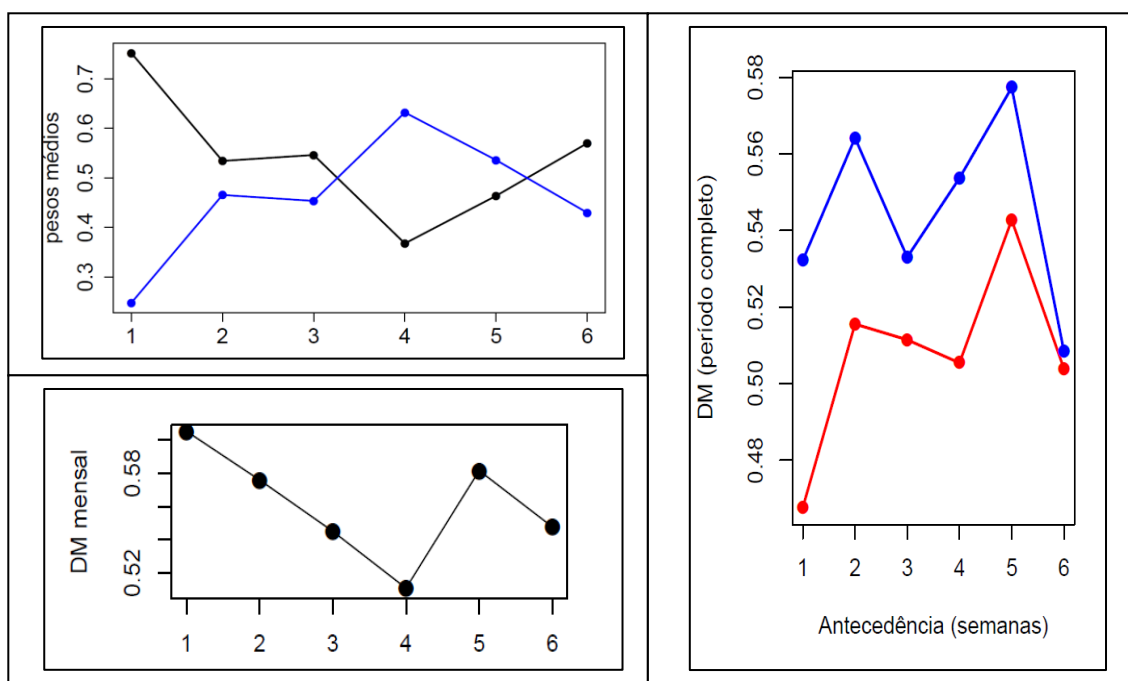 pesos médios
0.7
0.6
0.5
0.4
0.3
1 2 3 4 5 6
DM mensal
0.58
0.52
1 2 3 4 5 6
DM (período completo)
0.58
0.56
0.54
0.52
0.50
0.48
1 2 3 4 5 6
Antecedência (semanas)